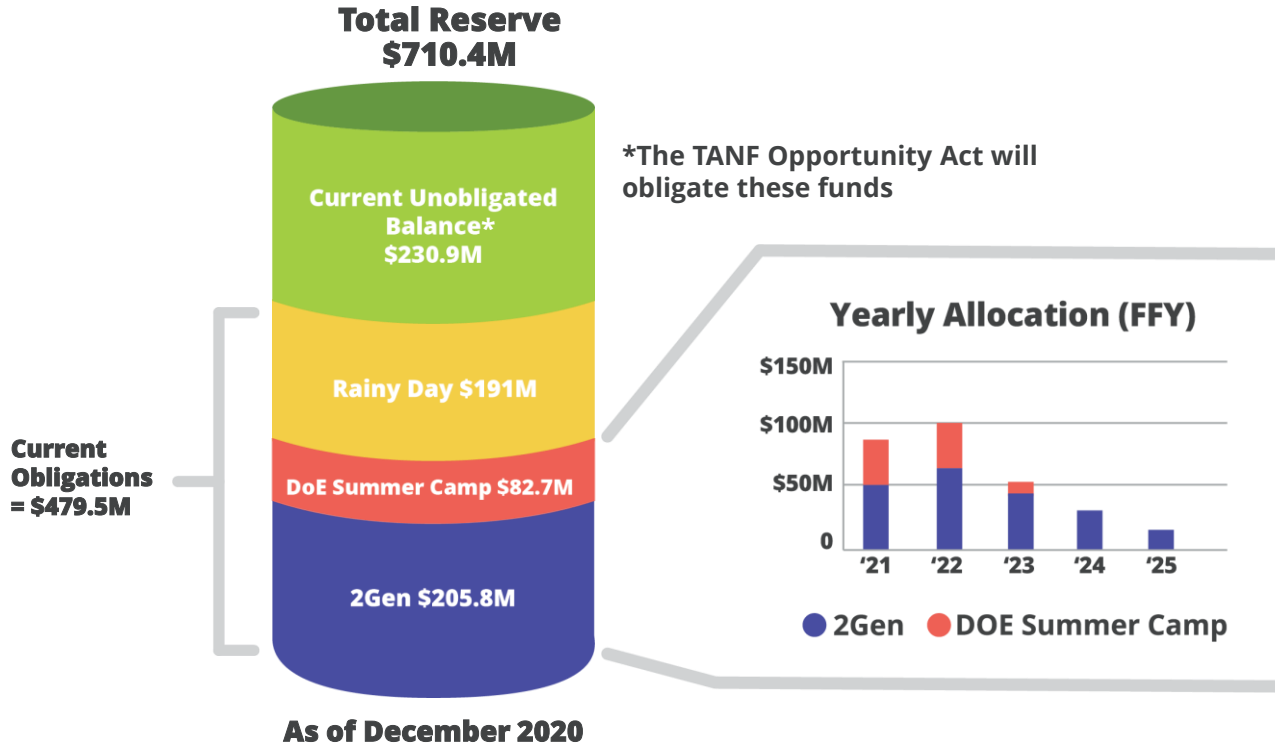 Total Reserve
$710.4M
*The TANF Opportunity Act will
obligate these funds
Current Unobligated
Balance*
$230.9M
Rainy Day $191M
DoE Summer Camp $82.7M
2Gen $205.8M
Current
Obligations
= $479.5M
As of December 2020
Yearly Allocation (FFY)
$150M
$100M
$50M
0
‘21 ‘22 ‘23 ‘24 ‘25
2Gen DOE Summer Camp